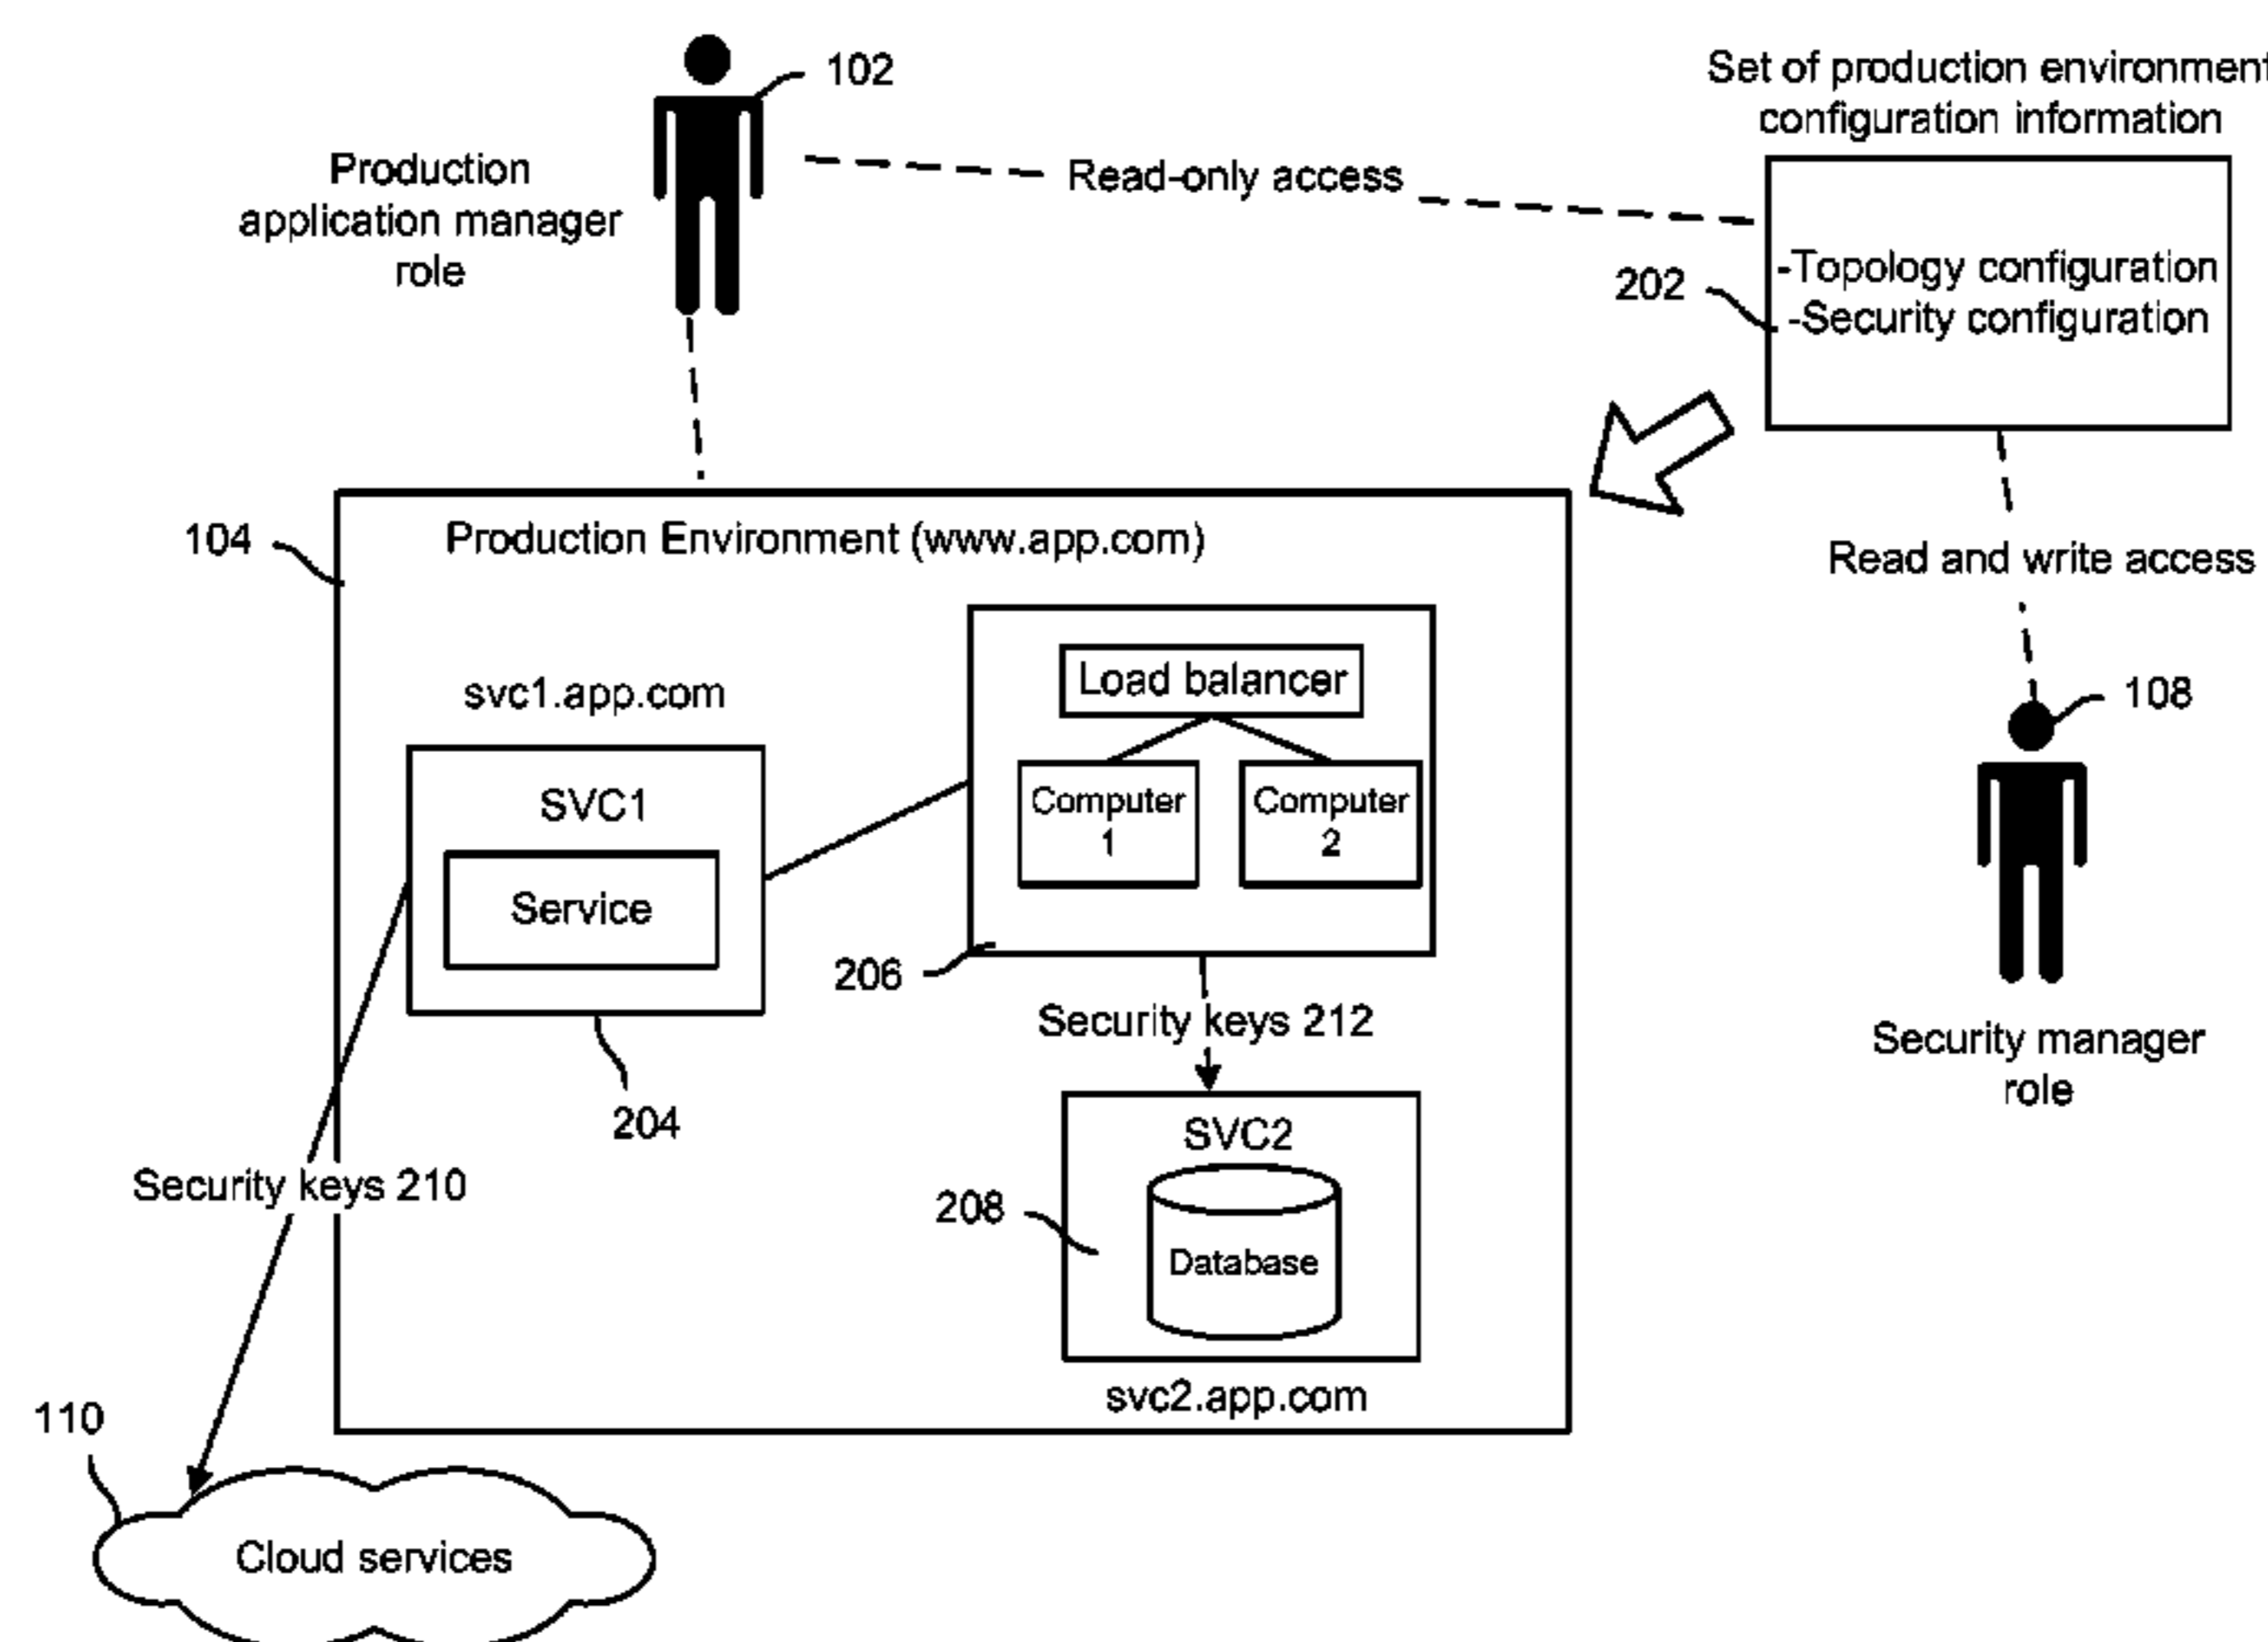 102
Set of production environment
configuration information
Production
application manager
role
Read-only access
202
-Topology configuration
-Security configuration
104
Production Environment (www.app.com)
Read and write access
svc1.app.com
Load balancer
108
SVC1
Computer
1
Computer
2
Service
206
Security keys 212
Security manager
role
204
SVC2
Security keys 210
208
Database
svc2.app.com
110
Cloud services